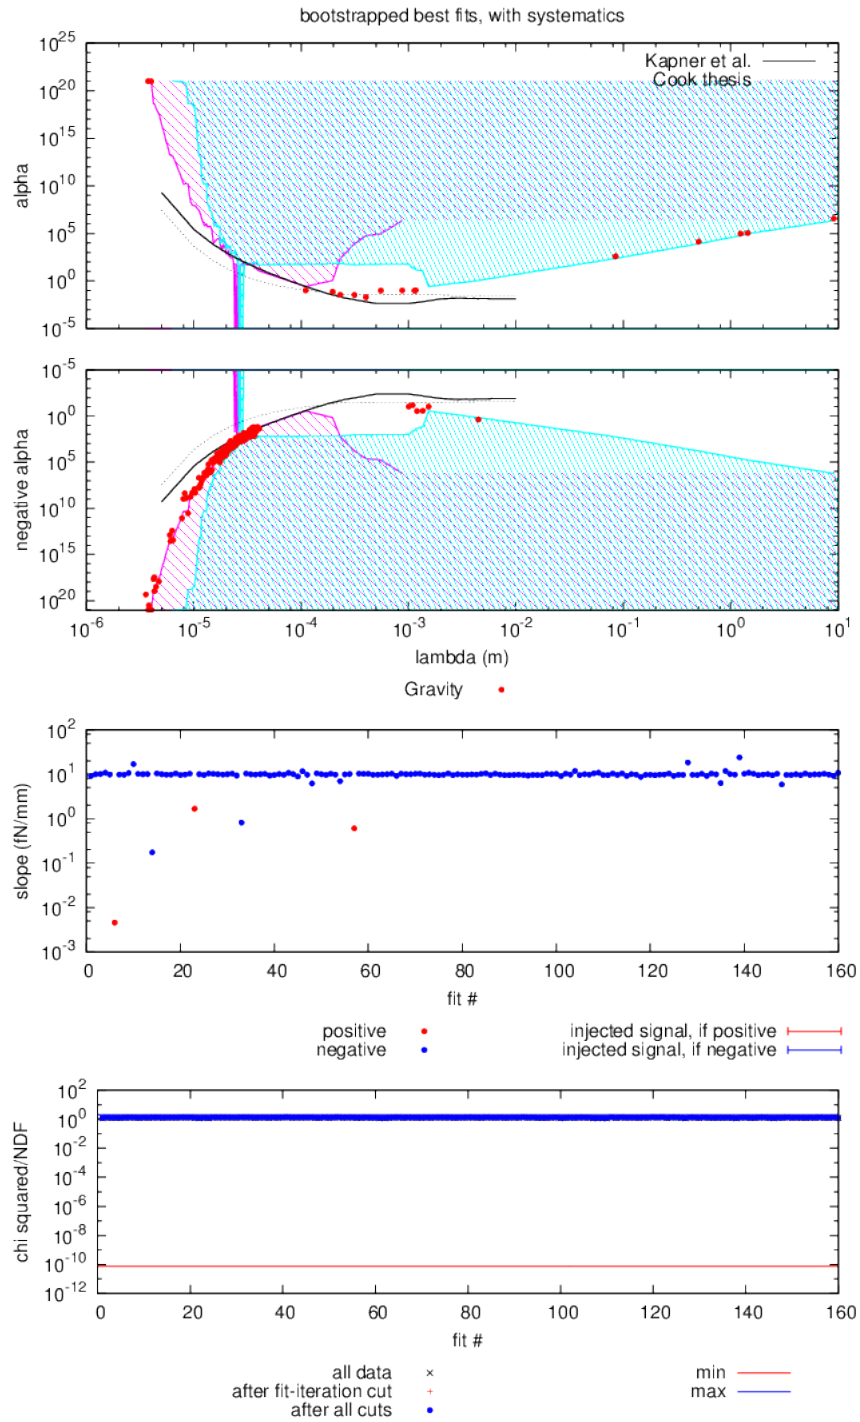 bootstrapped best fits, with systematics
10^25
10^20
10^15
10^10
10^5
10^0
10^-5
alpha
Kapner et al.
Cook thesis
10^-5
10^0
10^5
10^10
10^15
10^20
negative alpha
10^-6 10^-5 10^-4 10^-3 10^-2 10^-1 10^0 10^1
lambda (m)
Gravity
10^2
10^1
10^0
10^-1
10^-2
10^-3
slope (fN/mm)
0 20 40 60 80 100 120 140 160
fit #
positive injected signal, if positive
negative injected signal, if negative
10^2
10^0
10^-2
10^-4
10^-6
10^-8
10^-10
10^-12
chi squared/NDF
0 20 40 60 80 100 120 140 160
fit #
all data min
after fit-iteration cut max
after all cuts